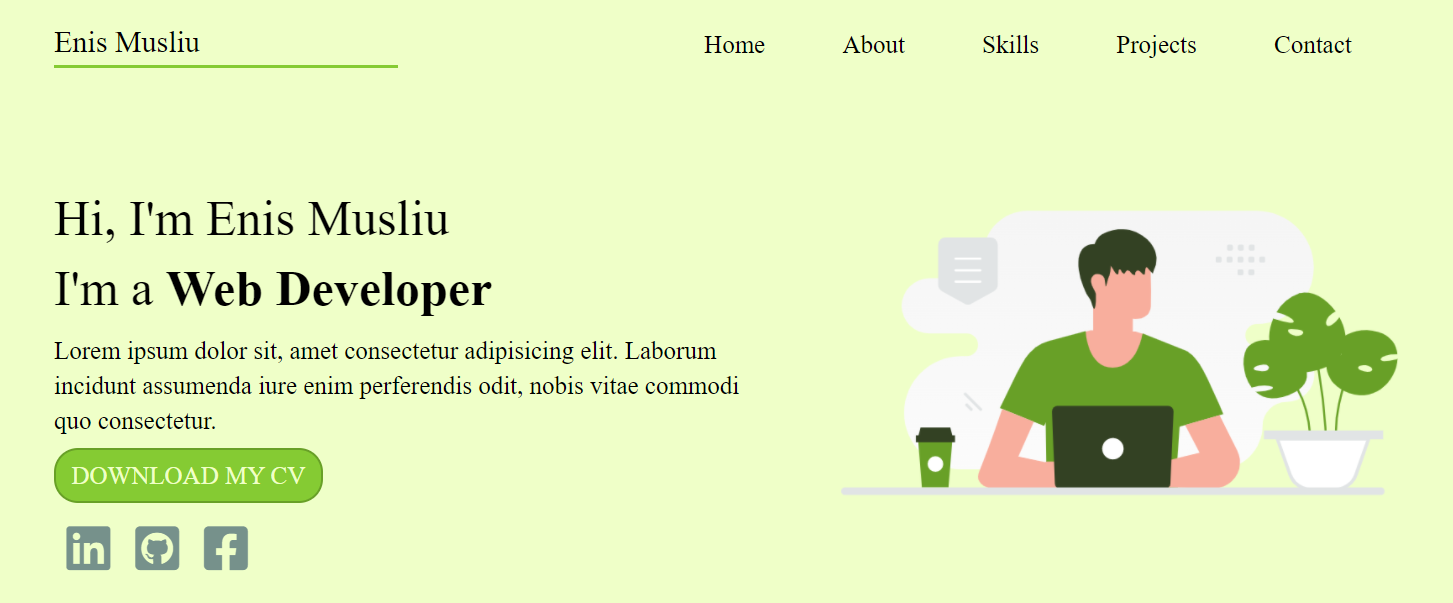 Enis Musliu
Home About Skills Projects Contact
Hi, I'm Enis Musliu
I'm a Web Developer
Lorem ipsum dolor sit, amet consectetur adipisicing elit. Laborum
incidunt assumenda iure enim perferendis odit, nobis vitae commodi
quo consectetur.
DOWNLOAD MY CV
in f